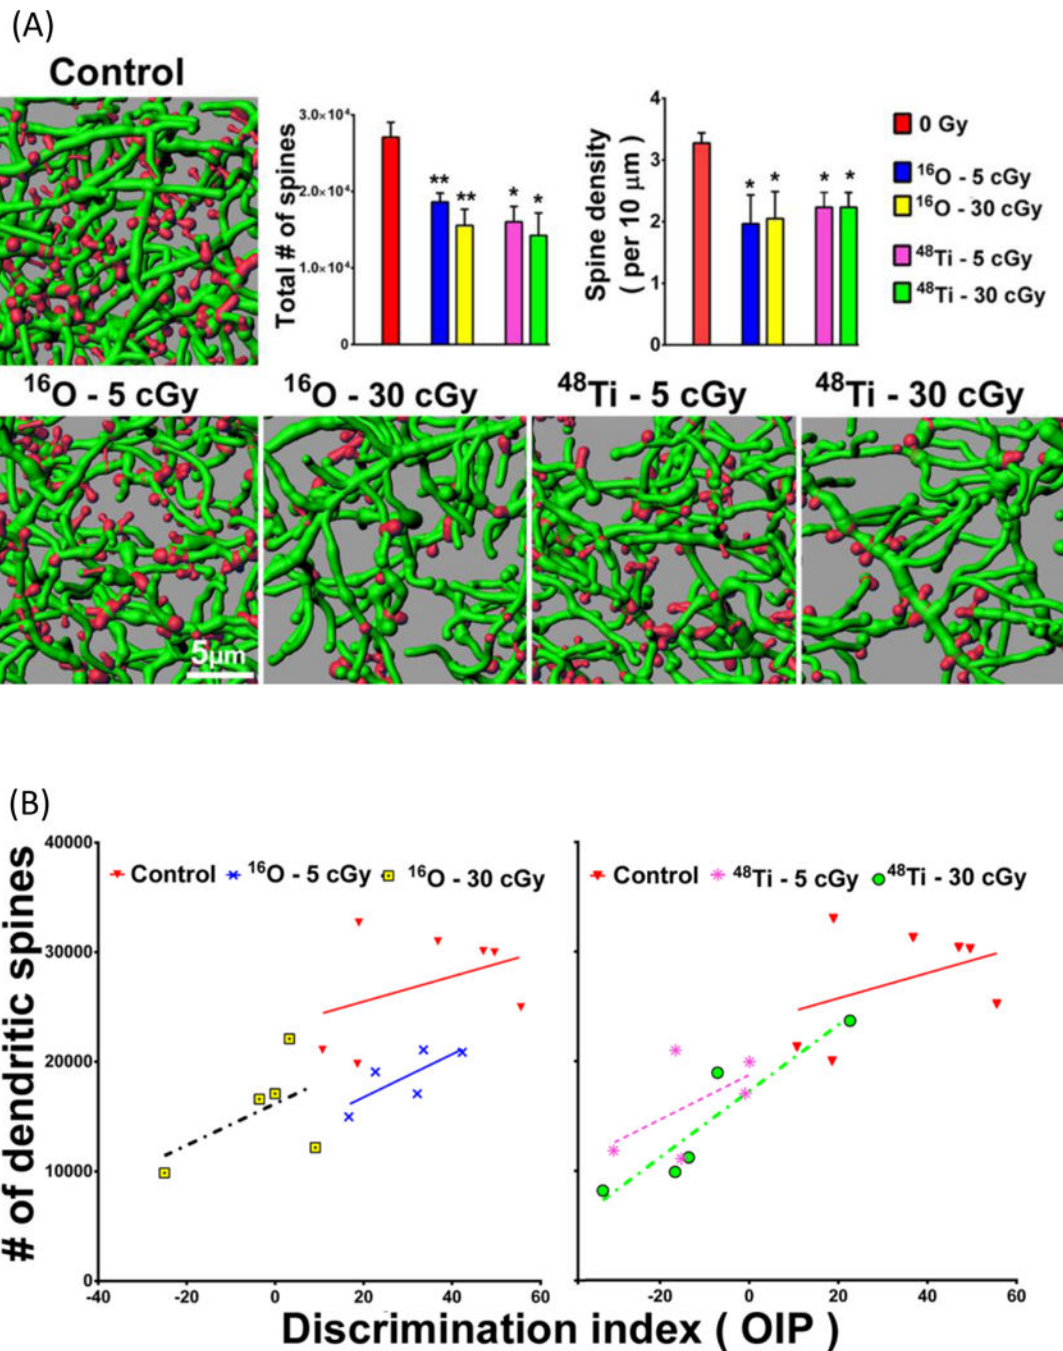 (A)
Control
Total # of spines
3.0×10⁴
2.0×10⁴
1.0×10⁴
0
** ** * *
Spine density
( per 10 µm )
4
3
2
1
0
* * * *
0 Gy
¹⁶O - 5 cGy
¹⁶O - 30 cGy
⁴⁸Ti - 5 cGy
⁴⁸Ti - 30 cGy
¹⁶O - 5 cGy
¹⁶O - 30 cGy
⁴⁸Ti - 5 cGy
⁴⁸Ti - 30 cGy
5µm
(B)
# of dendritic spines
40000
30000
20000
10000
0
Control ¹⁶O - 5 cGy ¹⁶O - 30 cGy
Control ⁴⁸Ti - 5 cGy ⁴⁸Ti - 30 cGy
-40 -20 0 20 40 60
-20 0 20 40 60
Discrimination index ( OIP )